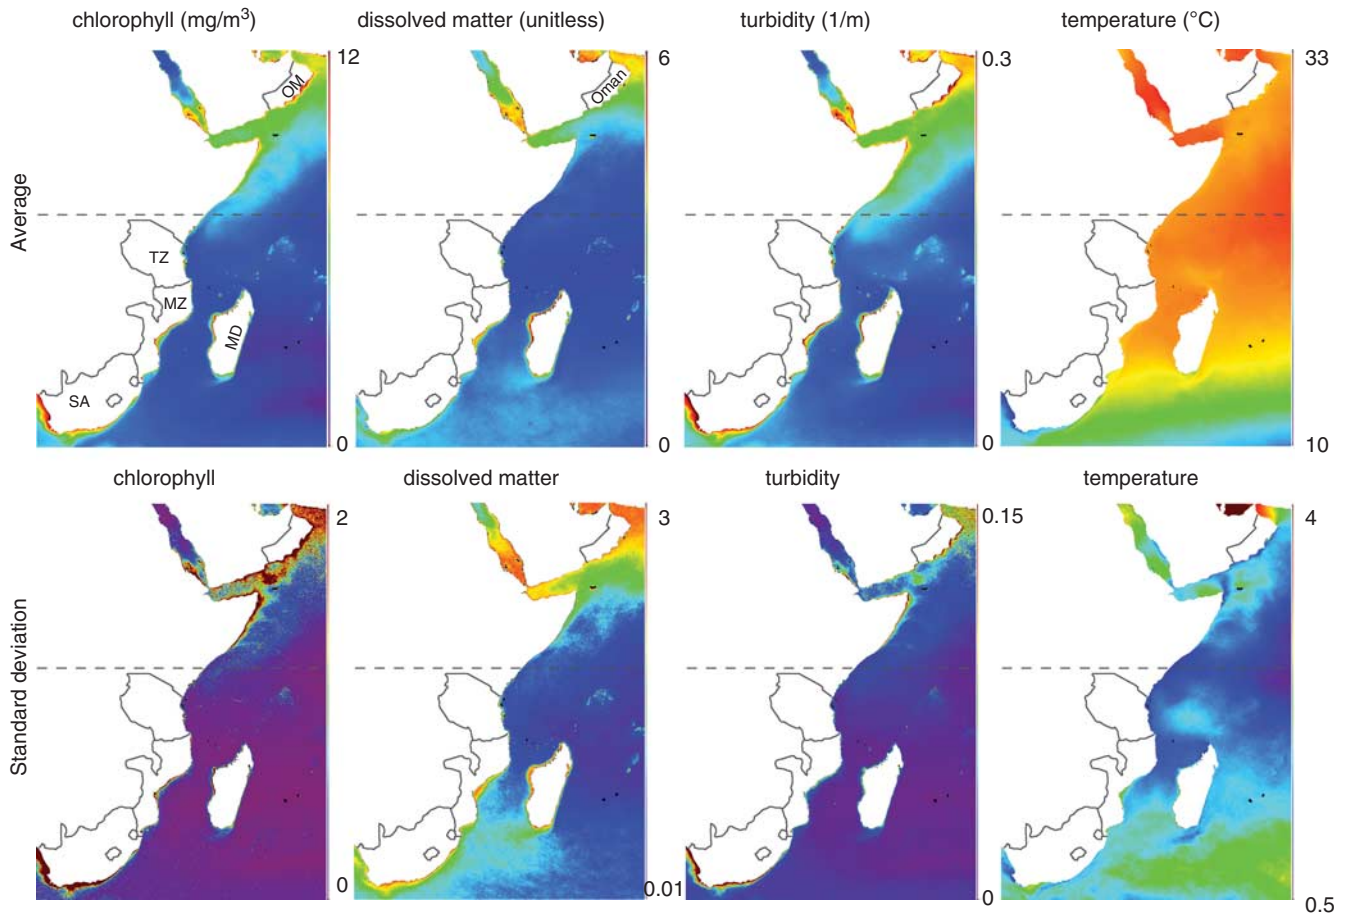 chlorophyll (mg/m³) dissolved matter (unitless) turbidity (1/m) temperature (°C)
12 6 0.3 33
OM Oman
Average
TZ
MZ
MD
SA
0 0 0 10
chlorophyll dissolved matter turbidity temperature
2 3 0.15 4
Standard deviation
0 0.01 0 0.5